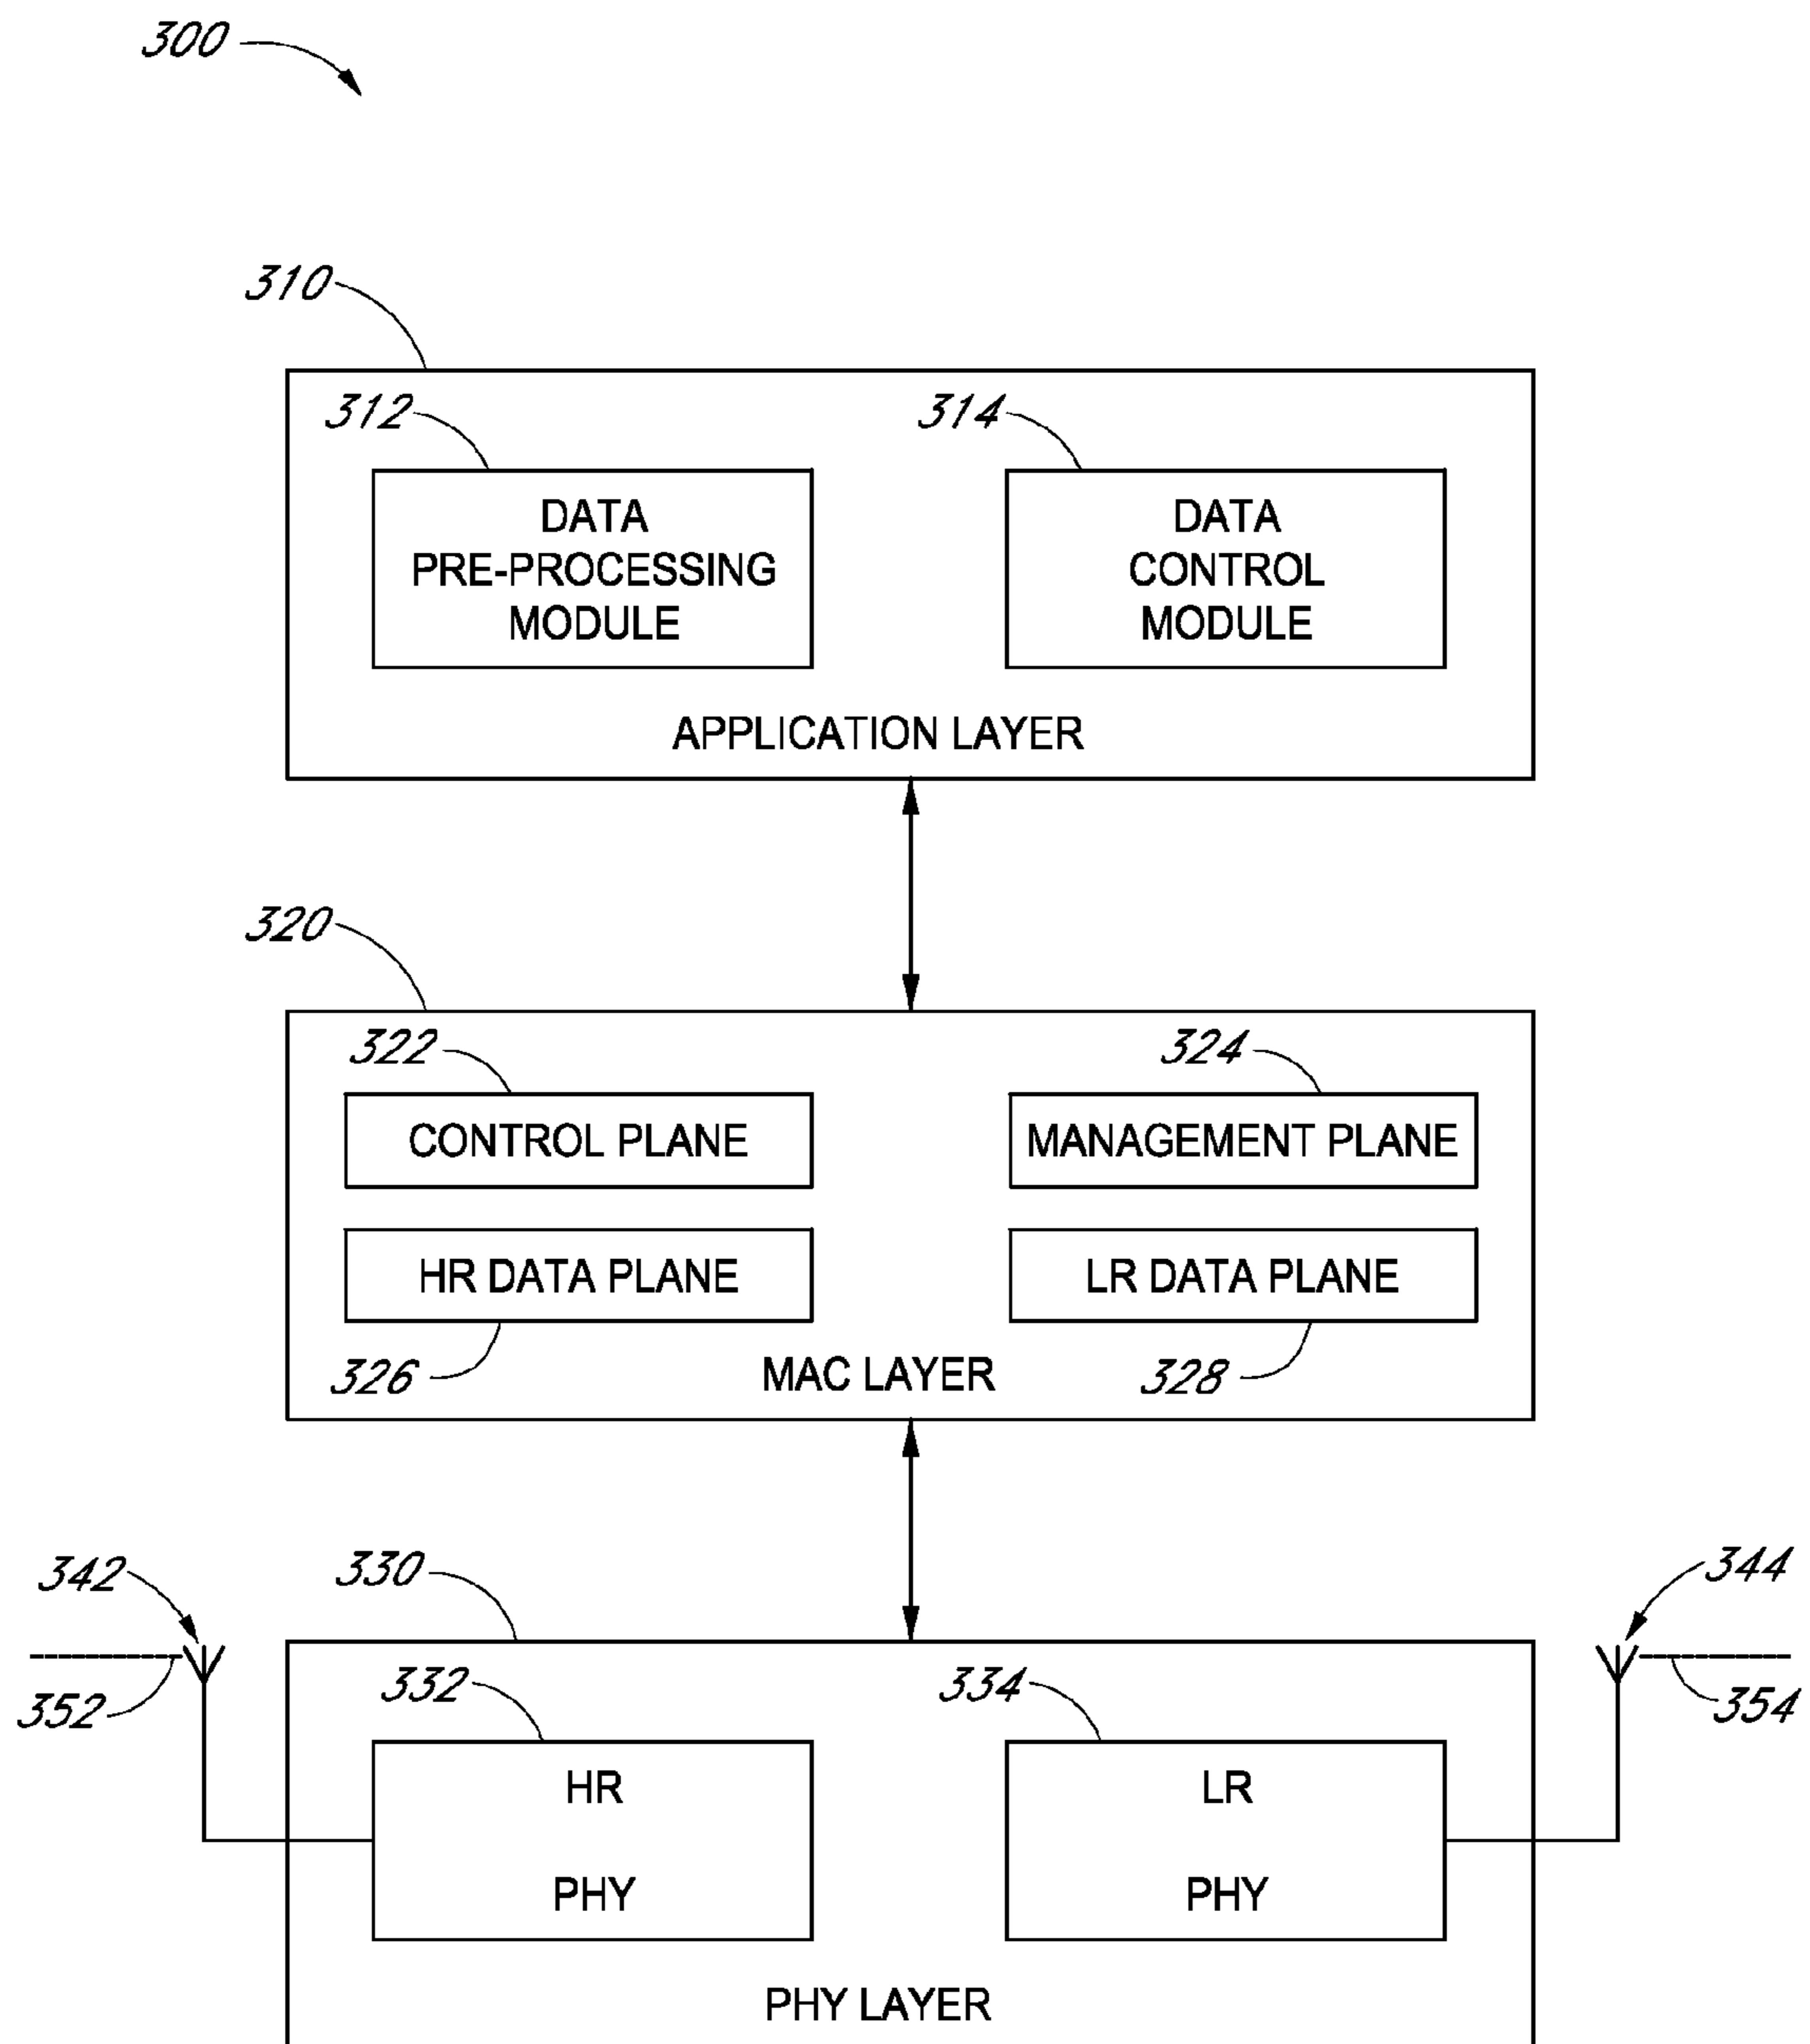 300
310
312
314
DATA
PRE-PROCESSING
MODULE
DATA
CONTROL
MODULE
APPLICATION LAYER
320
322
324
CONTROL PLANE
MANAGEMENT PLANE
HR DATA PLANE
LR DATA PLANE
326
MAC LAYER
328
342
330
344
332
334
352
354
HR
PHY
LR
PHY
PHY LAYER